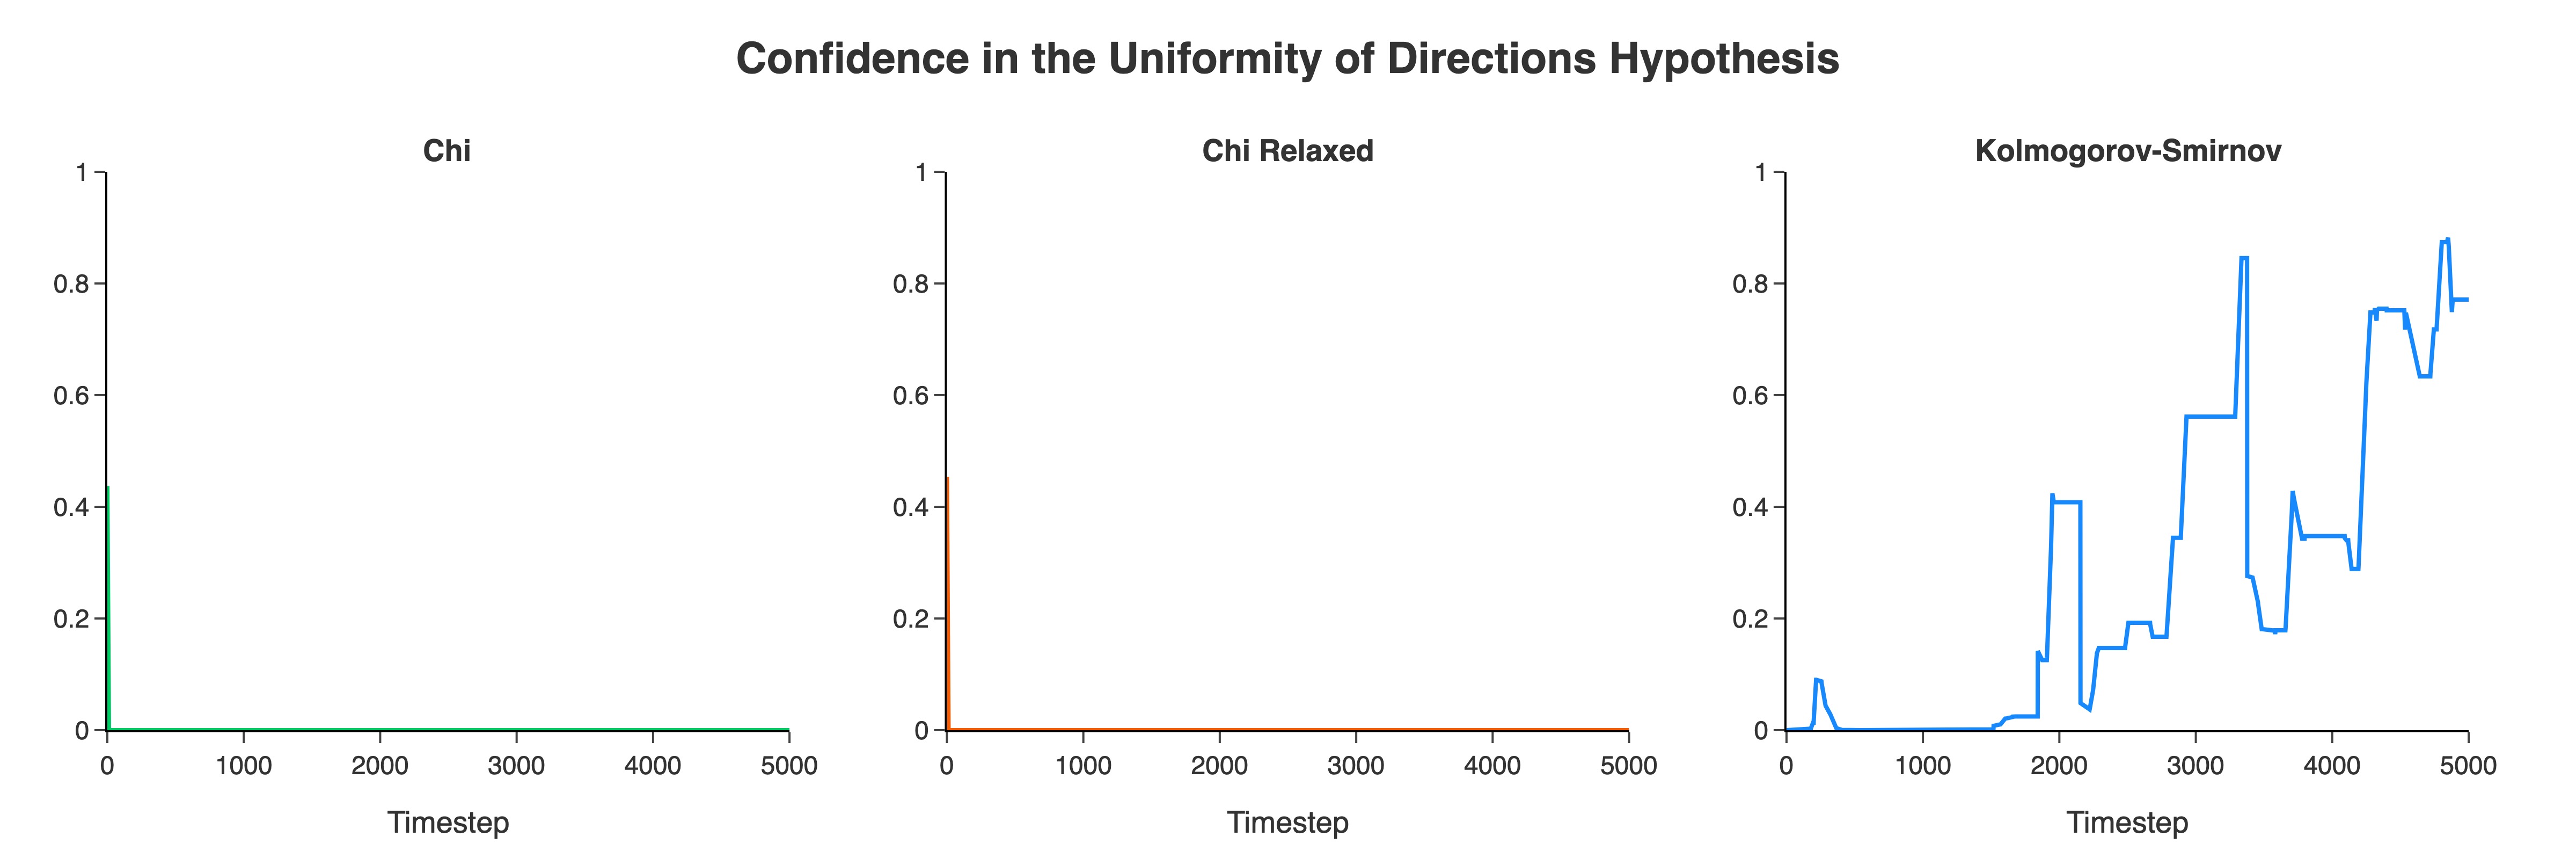 Confidence in the Uniformity of Directions Hypothesis
Chi
1
0.8
0.6
0.4
0.2
0
0 1000 2000 3000 4000 5000
Timestep
Chi Relaxed
1
0.8
0.6
0.4
0.2
0
0 1000 2000 3000 4000 5000
Timestep
Kolmogorov-Smirnov
1
0.8
0.6
0.4
0.2
0
0 1000 2000 3000 4000 5000
Timestep